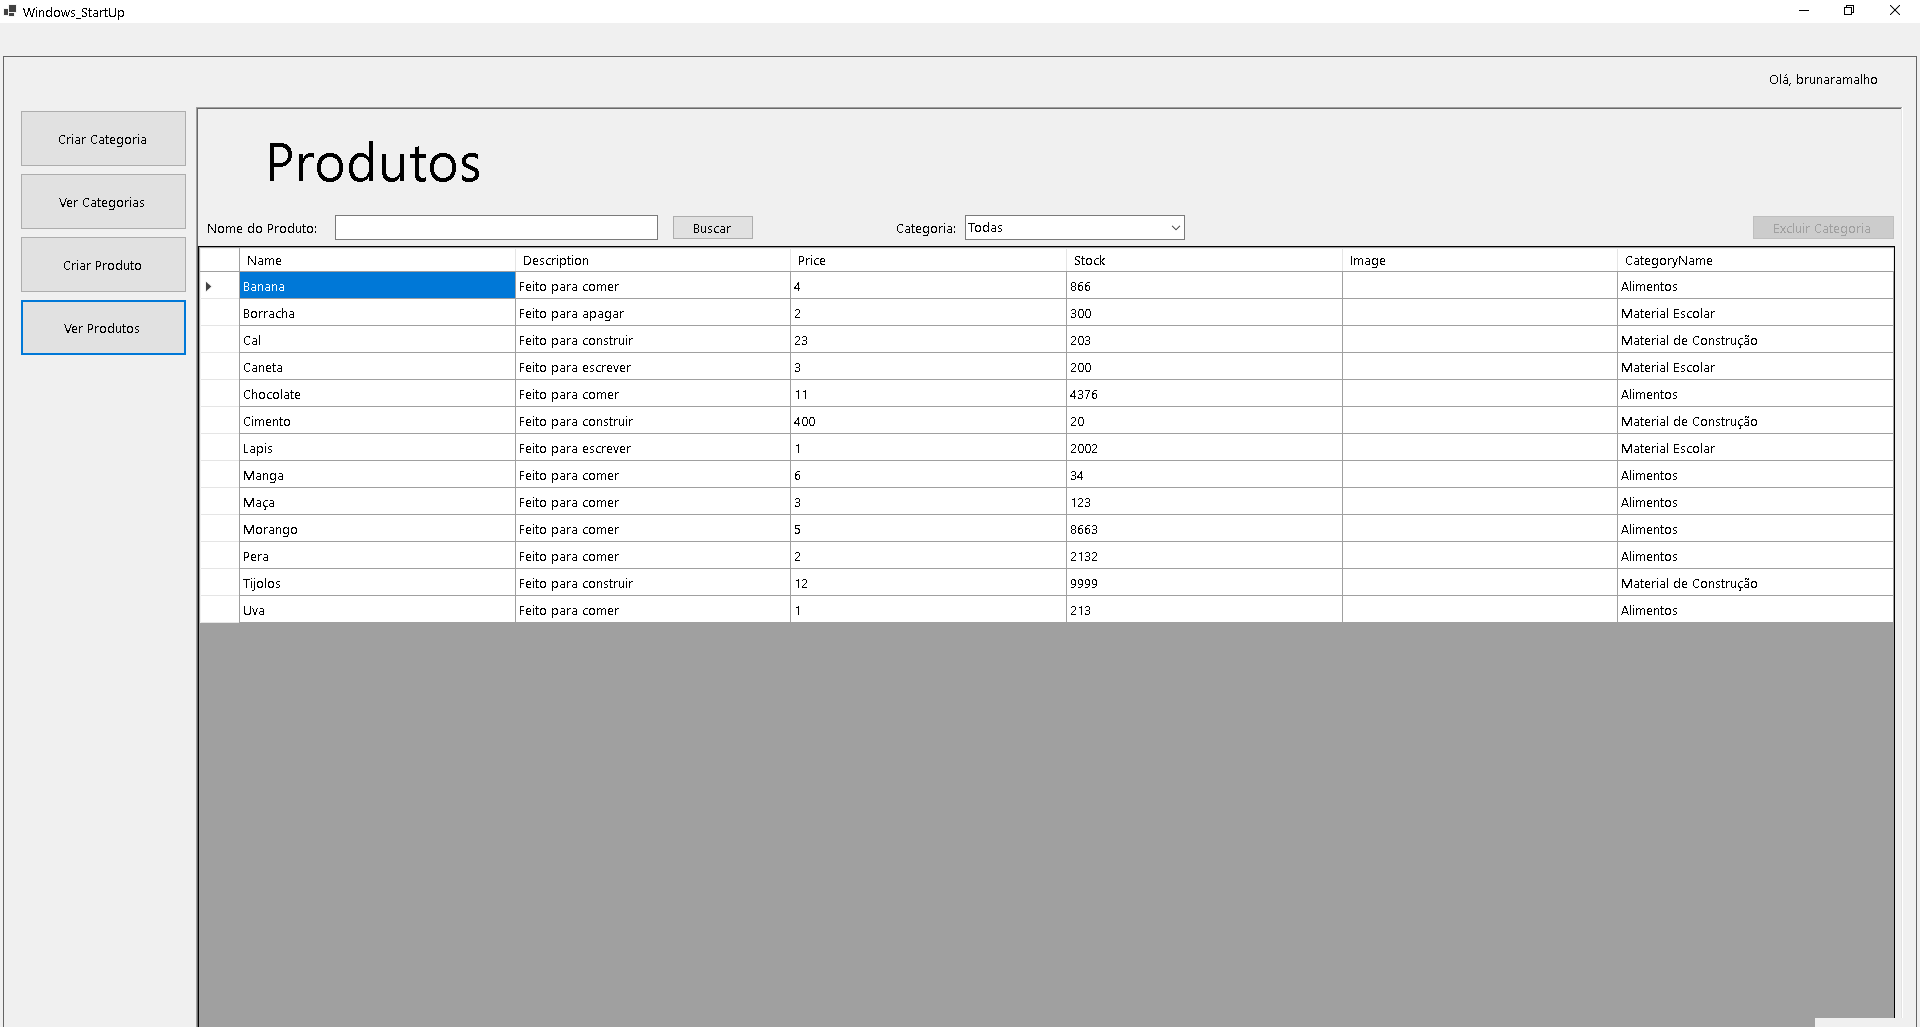 Windows_StartUp
Olá, brunaramalho
Criar Categoria
Ver Categorias
Criar Produto
Ver Produtos
Produtos
Nome do Produto: Buscar Categoria: Todas Excluir Categoria
Name Description Price Stock Image CategoryName
Banana Feito para comer 4 866 Alimentos
Borracha Feito para apagar 2 300 Material Escolar
Cal Feito para construir 23 203 Material de Construção
Caneta Feito para escrever 3 200 Material Escolar
Chocolate Feito para comer 11 4376 Alimentos
Cimento Feito para construir 400 20 Material de Construção
Lapis Feito para escrever 1 2002 Material Escolar
Manga Feito para comer 6 34 Alimentos
Maça Feito para comer 3 123 Alimentos
Morango Feito para comer 5 8663 Alimentos
Pera Feito para comer 2 2132 Alimentos
Tijolos Feito para construir 12 9999 Material de Construção
Uva Feito para comer 1 213 Alimentos